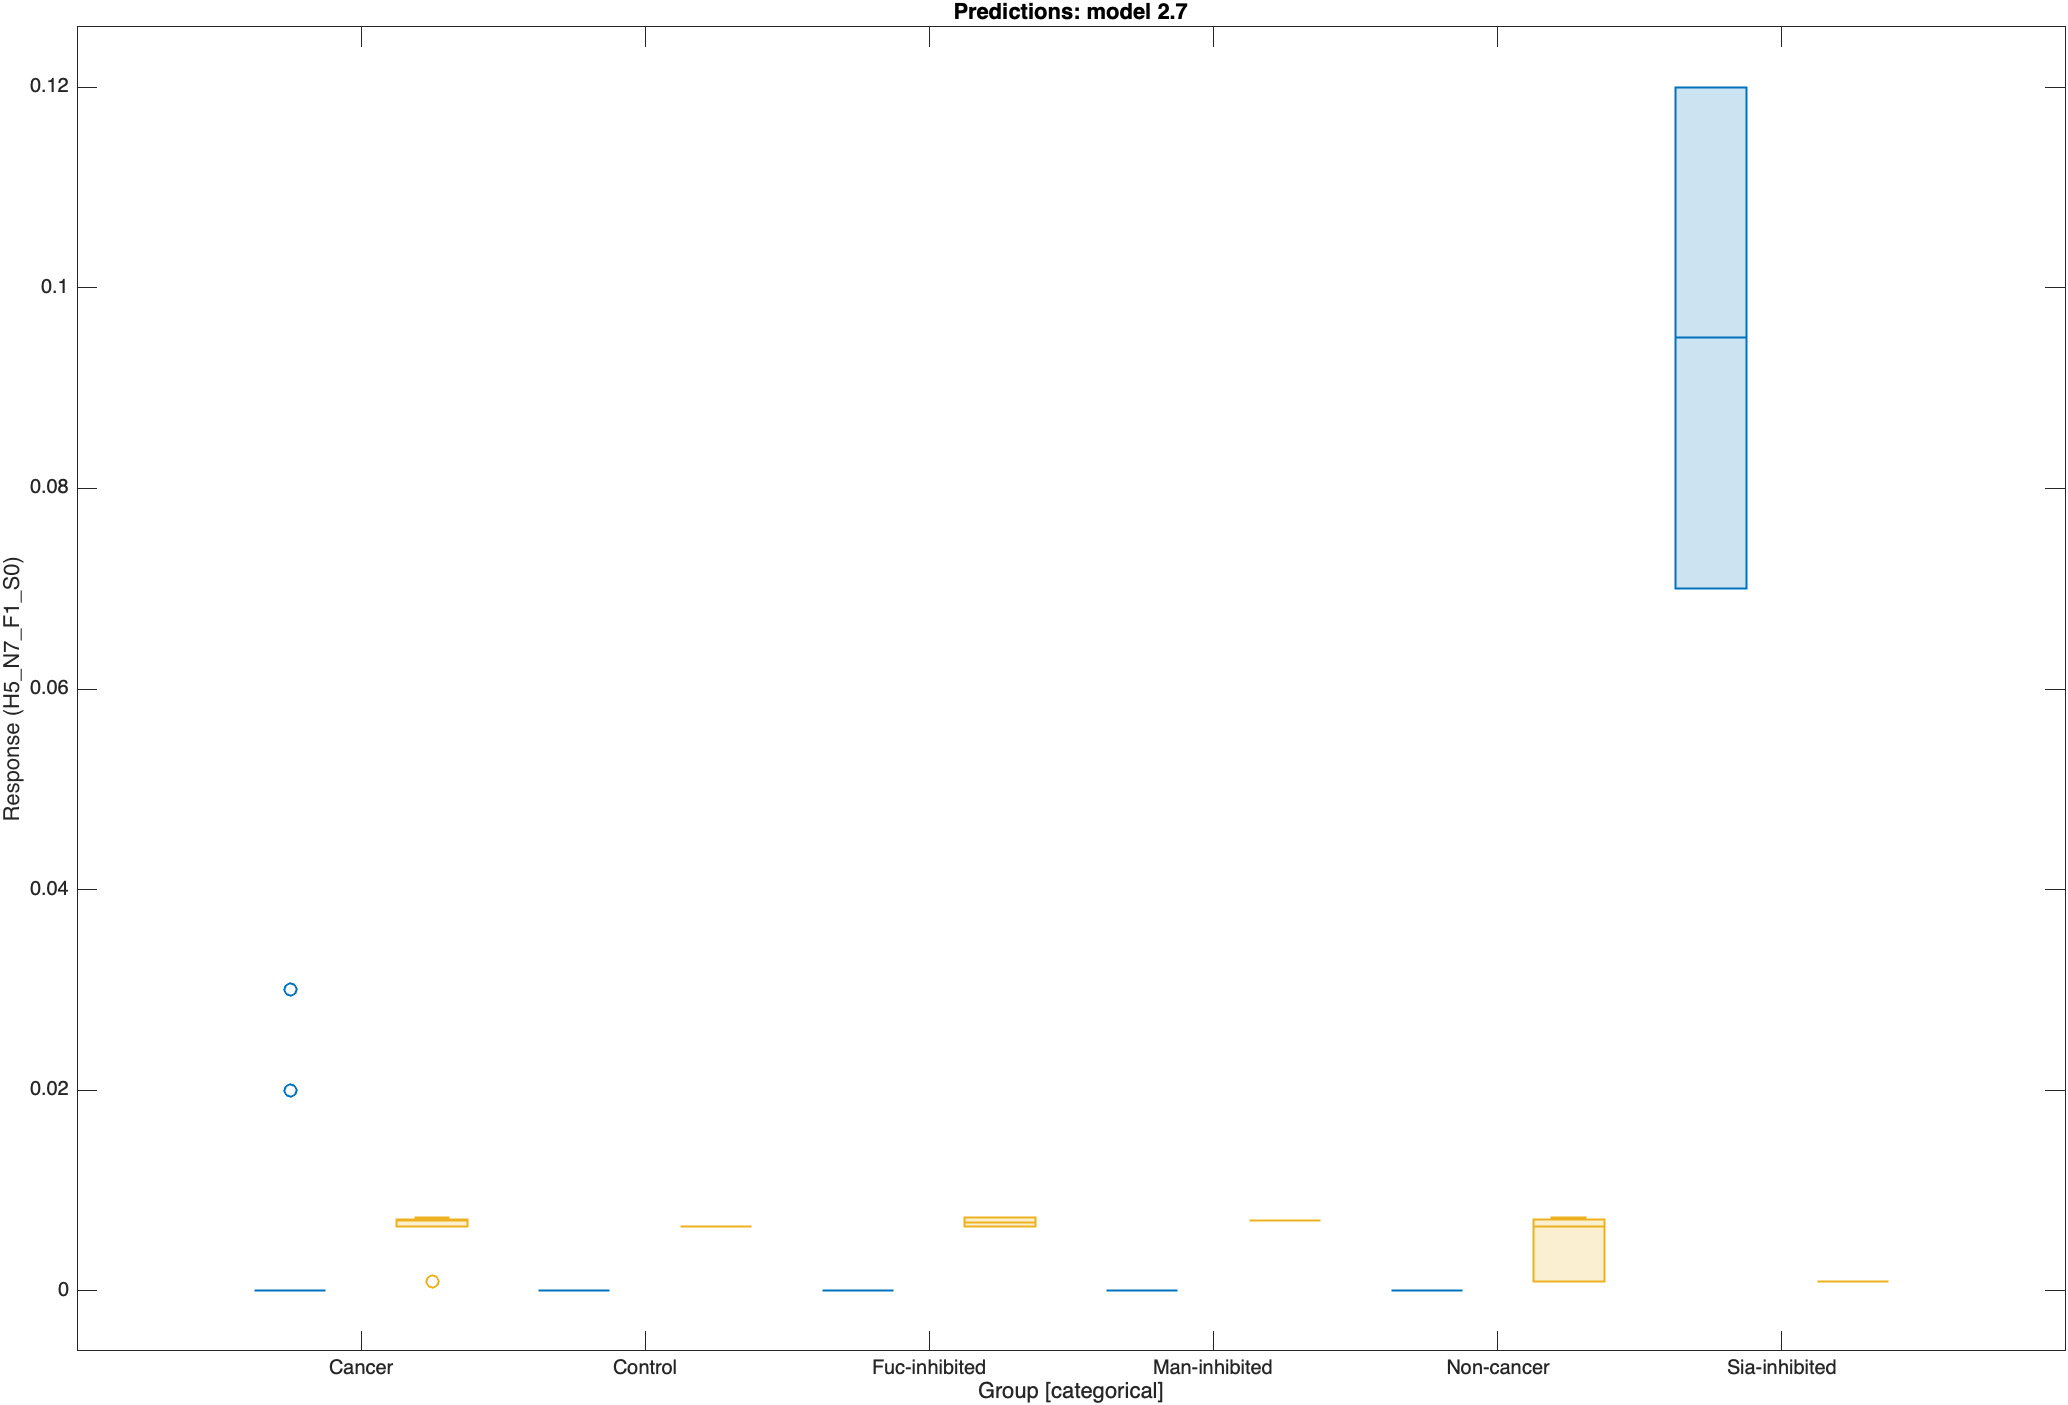 Predictions: model 2.7
0.12
0.1
0.08
0.06
0.04
0.02
0
Response (H5_N7_F1_S0)
Cancer
Control
Fuc-inhibited
Man-inhibited
Non-cancer
Sia-inhibited
Group [categorical]